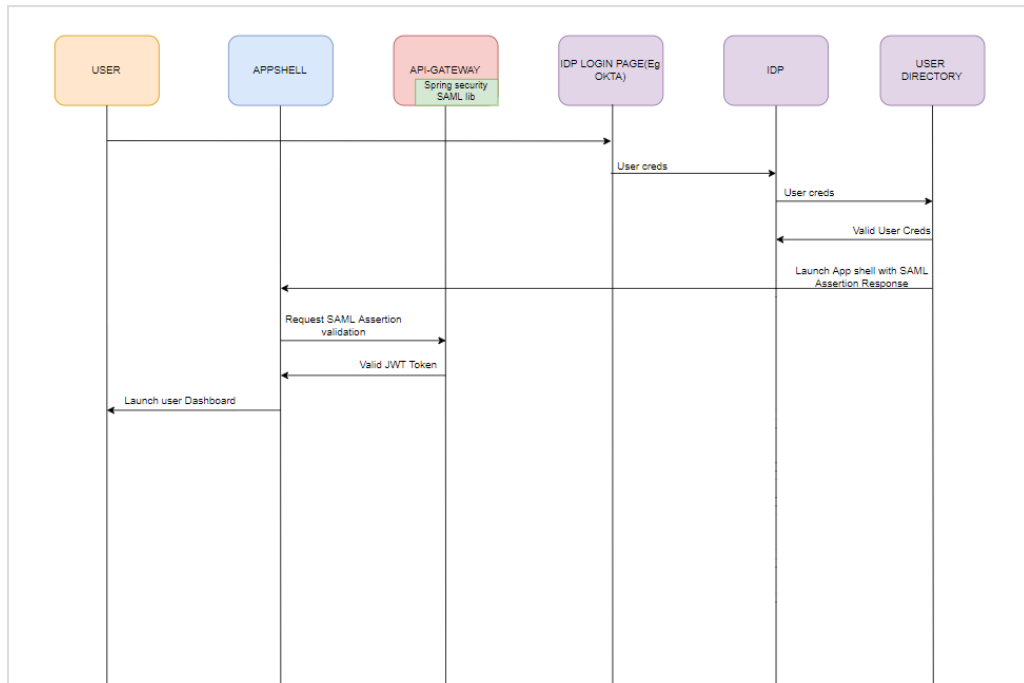 USER
APPSHELL
API-GATEWAY
Spring security
SAML lib
IDP LOGIN PAGE(Eg
OKTA)
IDP
USER
DIRECTORY
User creds
User creds
Valid User Creds
Launch App shell with SAML
Assertion Response
Request SAML Assertion
validation
Valid JWT Token
Launch user Dashboard